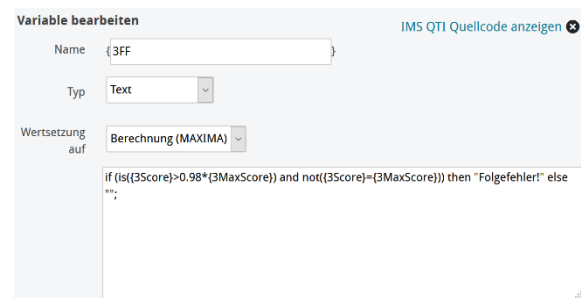 Variable bearbeiten
IMS QTI Quellcode anzeigen
Name {3FF}
Typ Text
Wertsetzung auf Berechnung (MAXIMA)
if (is({3Score}>0.98*{3MaxScore}) and not({3Score}={3MaxScore})) then "Folgefehler!" else
"";